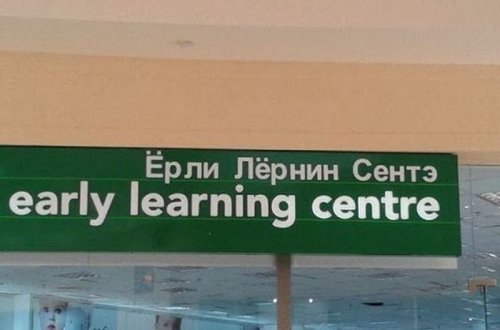 Ёрли Лёрнин Сентэ
early learning centre